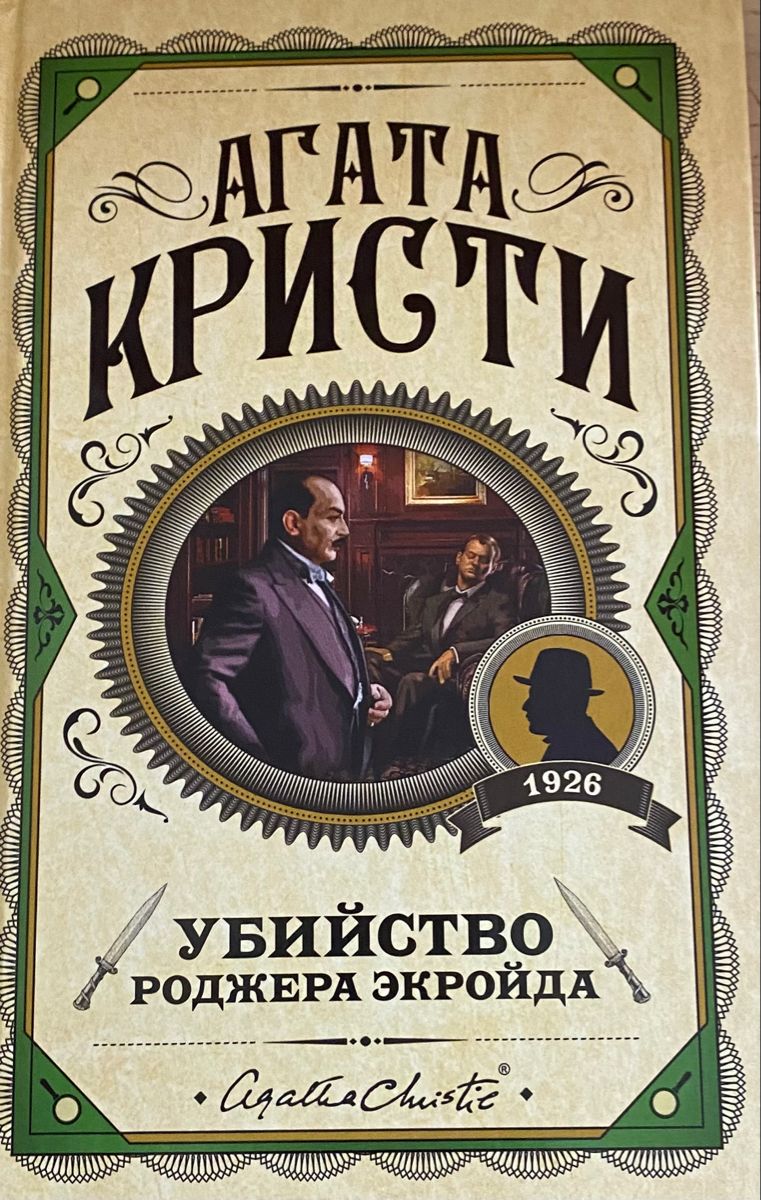 АГАТА
КРИСТИ
1926
УБИЙСТВО
РОДЖЕРА ЭКРОЙДА
Agatha Christie®